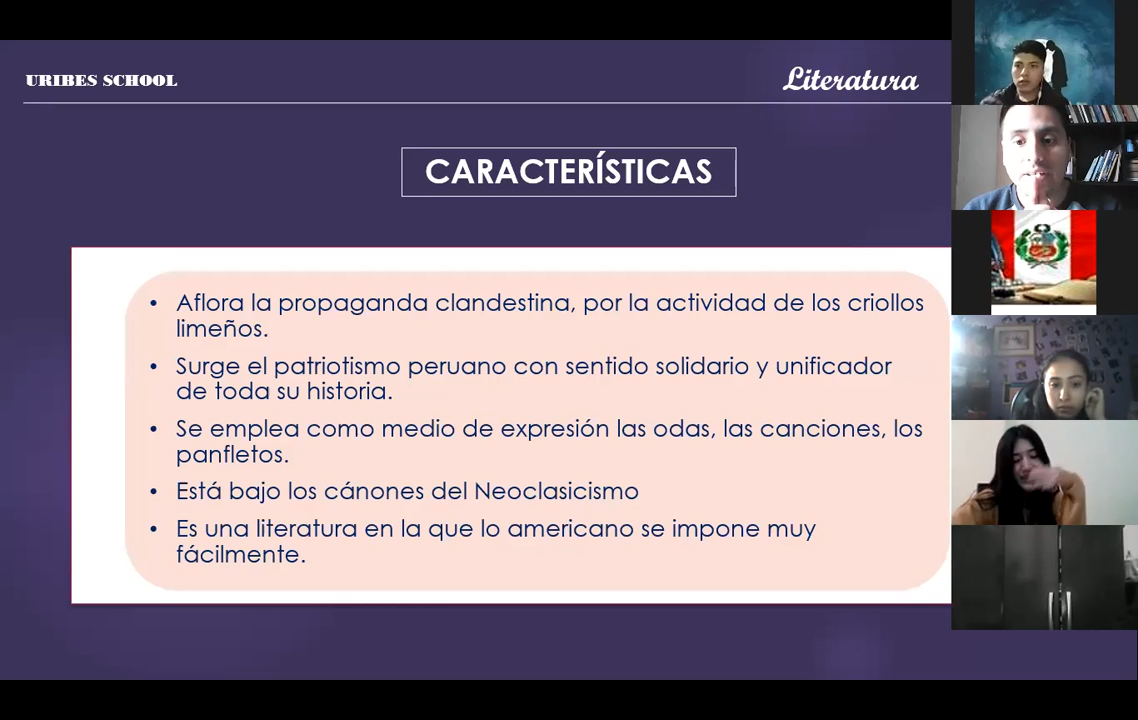 URIBES SCHOOL
Literatura
CARACTERÍSTICAS
• Aflora la propaganda clandestina, por la actividad de los criollos
limeños.
• Surge el patriotismo peruano con sentido solidario y unificador
de toda su historia.
• Se emplea como medio de expresión las odas, las canciones, los
panfletos.
• Está bajo los cánones del Neoclasicismo
• Es una literatura en la que lo americano se impone muy
fácilmente.